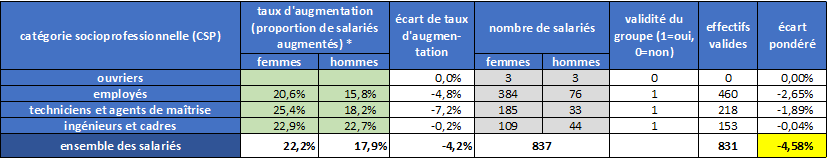 catégorie socioprofessionnelle (CSP)
taux d'augmentation
(proportion de salariés
augmentés) *
écart de taux
d'augmen-
tation
nombre de salariés
validité du
groupe (1=oui,
0=non)
effectifs
valides
écart
pondéré
femmes hommes femmes hommes
ouvriers 0,0% 3 3 0 0 0,00%
employés 20,6% 15,8% -4,8% 384 76 1 460 -2,65%
techniciens et agents de maîtrise 25,4% 18,2% -7,2% 185 33 1 218 -1,89%
ingénieurs et cadres 22,9% 22,7% -0,2% 109 44 1 153 -0,04%
ensemble des salariés 22,2% 17,9% -4,2% 837 831 -4,58%